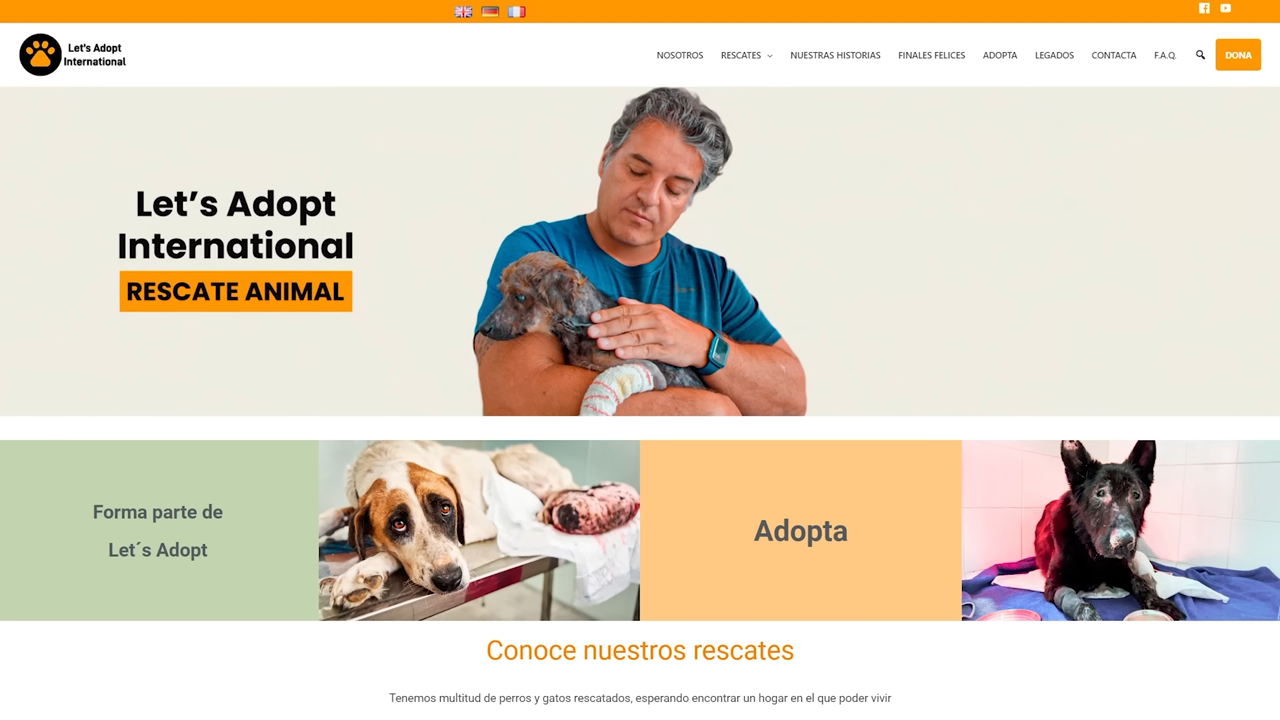 Let's Adopt
International
NOSOTROS
RESCATES
NUESTRAS HISTORIAS
FINALES FELICES
ADOPTA
LEGADOS
CONTACTA
F.A.Q.
DONA
Let’s Adopt
International
RESCATE ANIMAL
Forma parte de
Let´s Adopt
Adopta
Conoce nuestros rescates
Tenemos multitud de perros y gatos rescatados, esperando encontrar un hogar en el que poder vivir